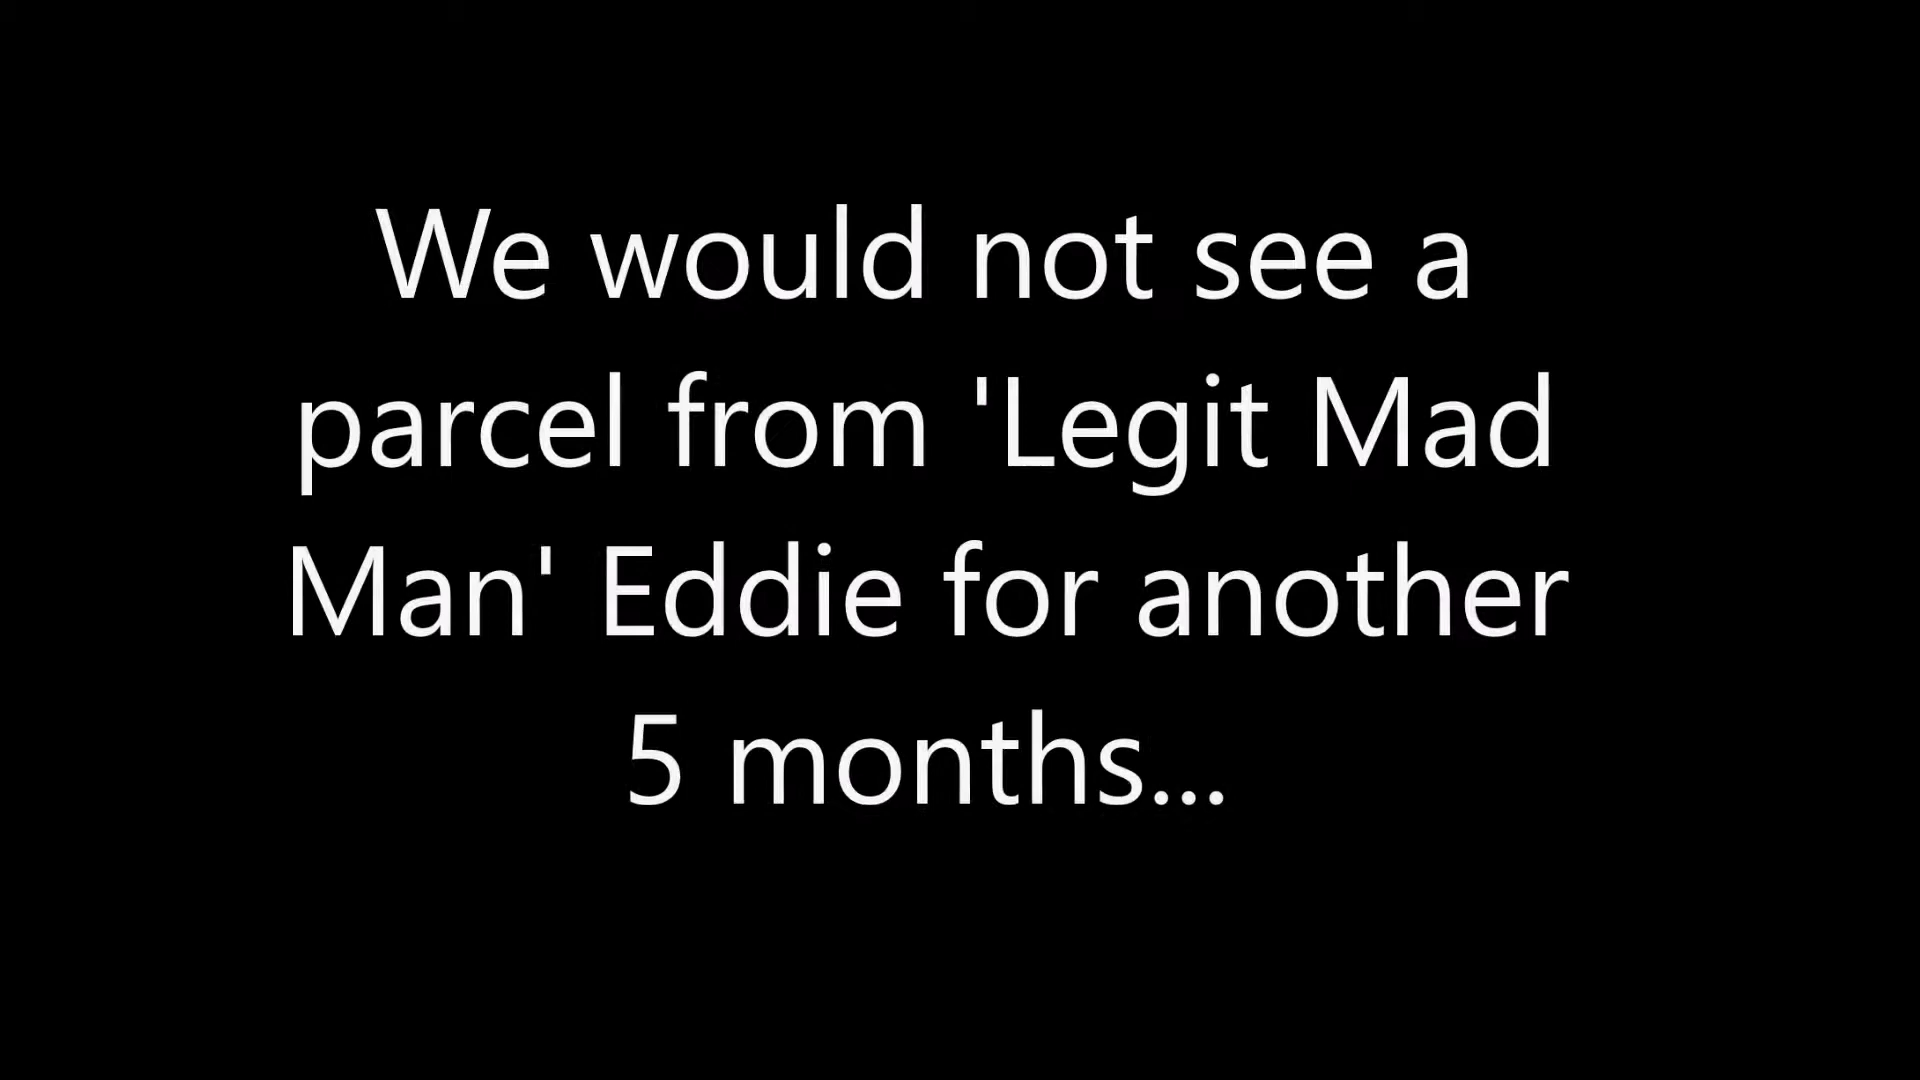 We would not see a
parcel from 'Legit Mad
Man' Eddie for another
5 months...